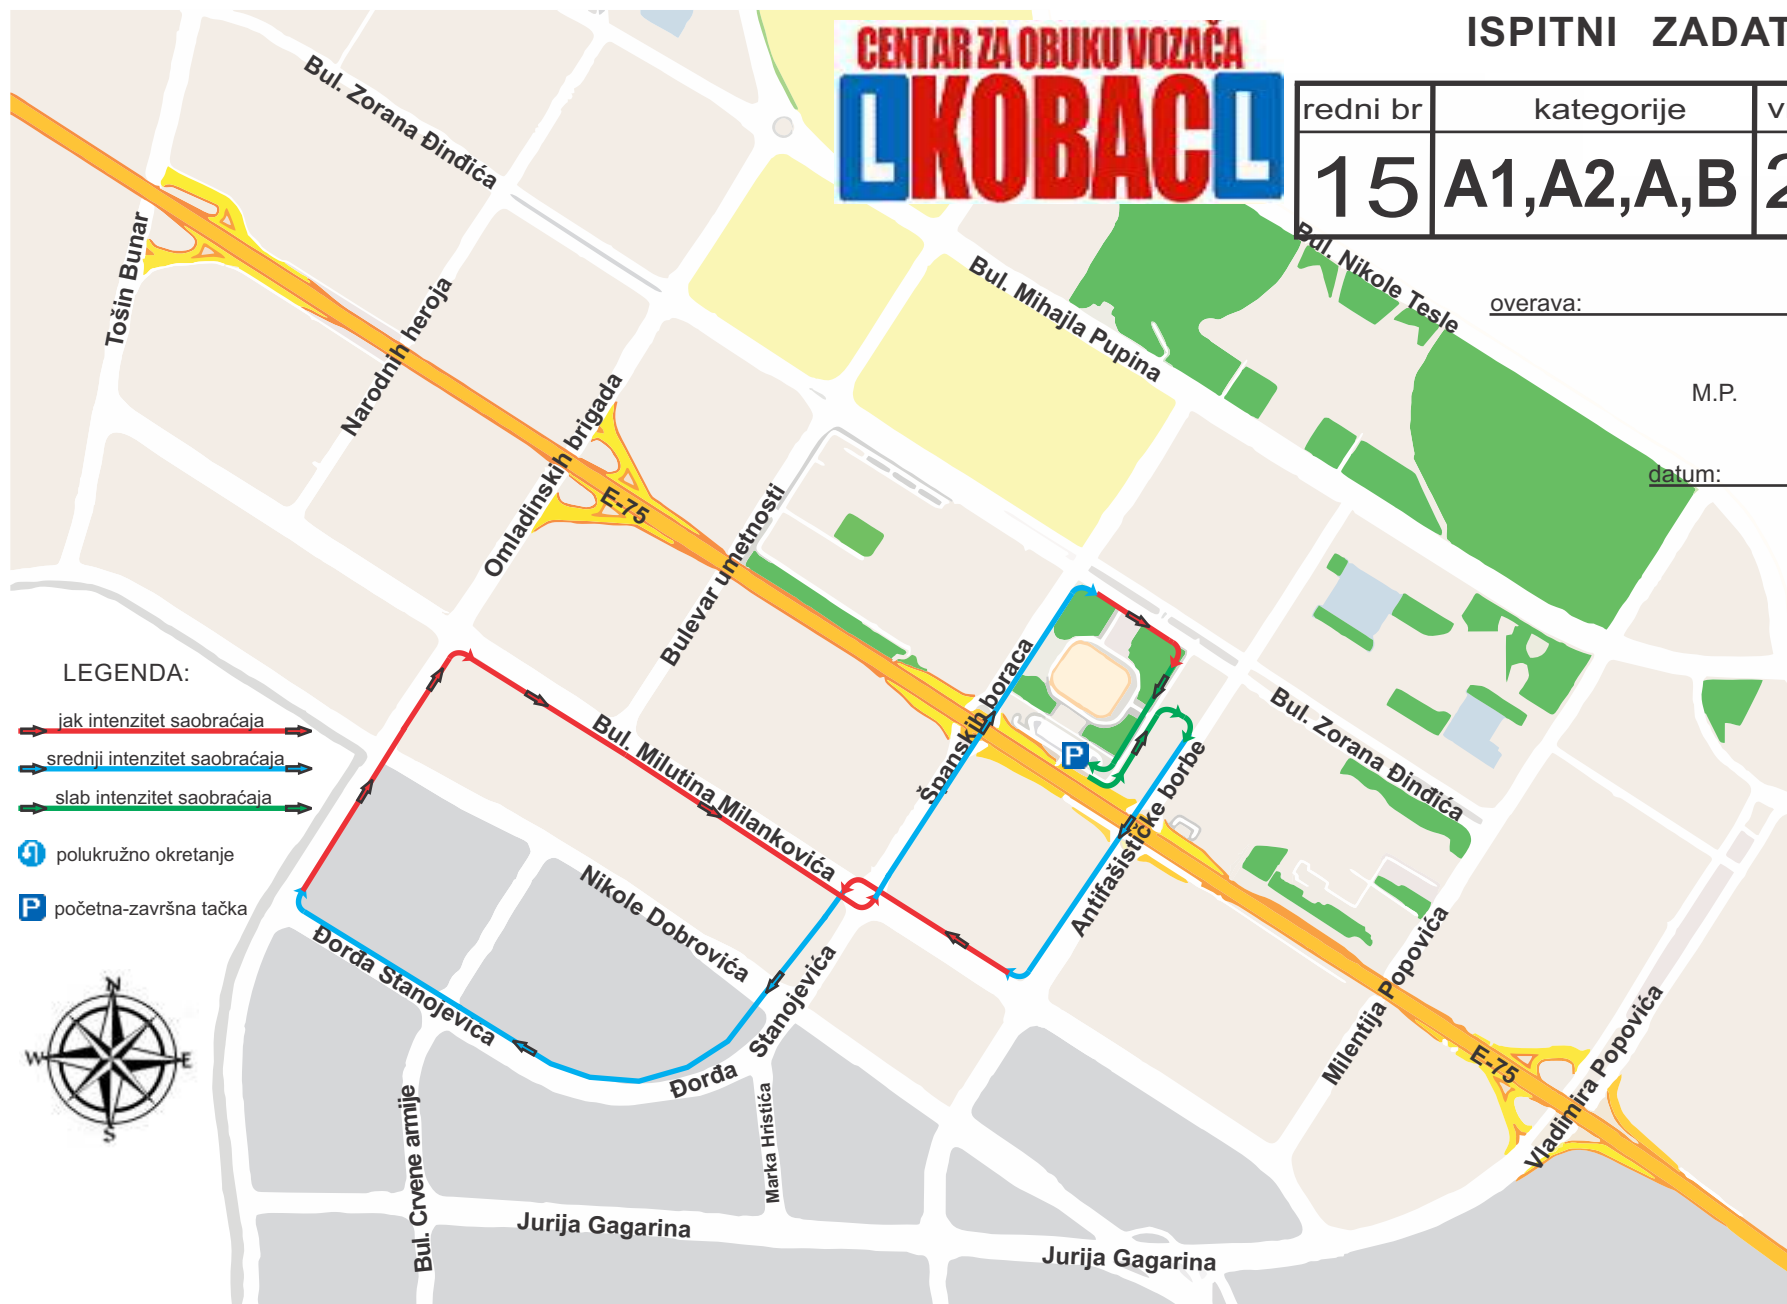 CENTAR ZA OBUKU VOZAČA
L KOBAC L
ISPITNI ZADAT
redni br kategorije v
15 A1,A2,A,B 2
overava:
M.P.
datum:
Bul. Zorana Đinđića
Tošin Bunar
Narodnih heroja
Omladinskih brigada
E-75
Bulevar umetnosti
Bul. Mihajla Pupina
Bul. Nikole Tesle
Španskih boraca
Bul. Zorana Đinđića
Antifašističke borbe
Bul. Milutina Milankovića
Nikole Dobrovića
Đorđa Stanojevića
Đorđa Stanojevića
Milentija Popovića
Vladimira Popovića
E-75
Marka Hristića
Bul. Crvene armije
Jurija Gagarina
Jurija Gagarina
P
LEGENDA:
jak intenzitet saobraćaja
srednji intenzitet saobraćaja
slab intenzitet saobraćaja
polukružno okretanje
P početna-završna tačka
N
W E
S